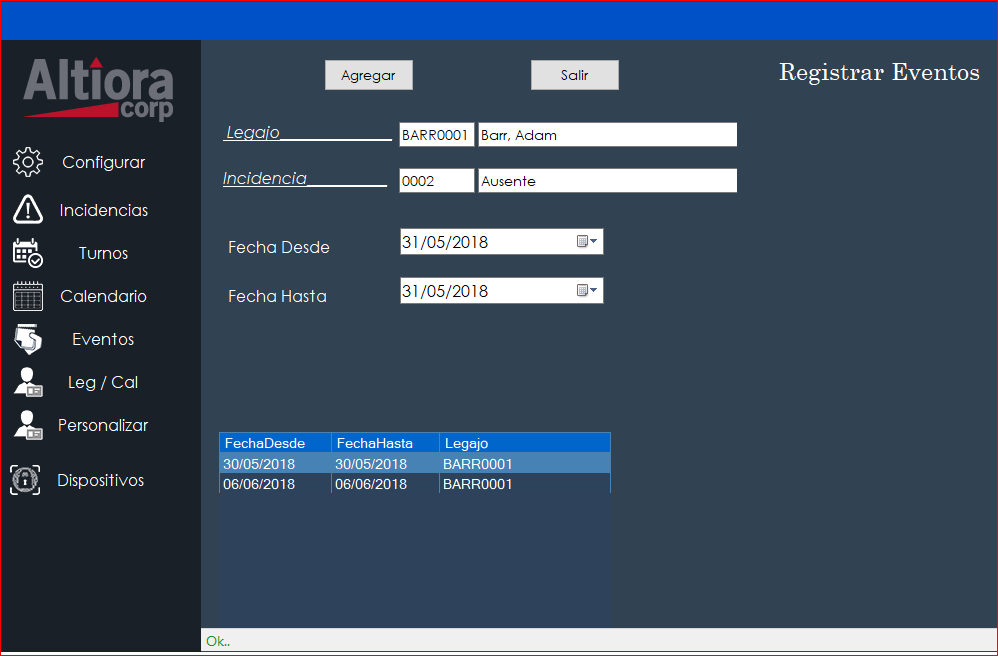 Altiora
corp
Configurar
Incidencias
Turnos
Calendario
Eventos
Leg / Cal
Personalizar
Dispositivos
Agregar Salir Registrar Eventos
Legajo BARR0001 Barr, Adam
Incidencia 0002 Ausente
Fecha Desde 31/05/2018
Fecha Hasta 31/05/2018
FechaDesde FechaHasta Legajo
30/05/2018 30/05/2018 BARR0001
06/06/2018 06/06/2018 BARR0001
Ok..